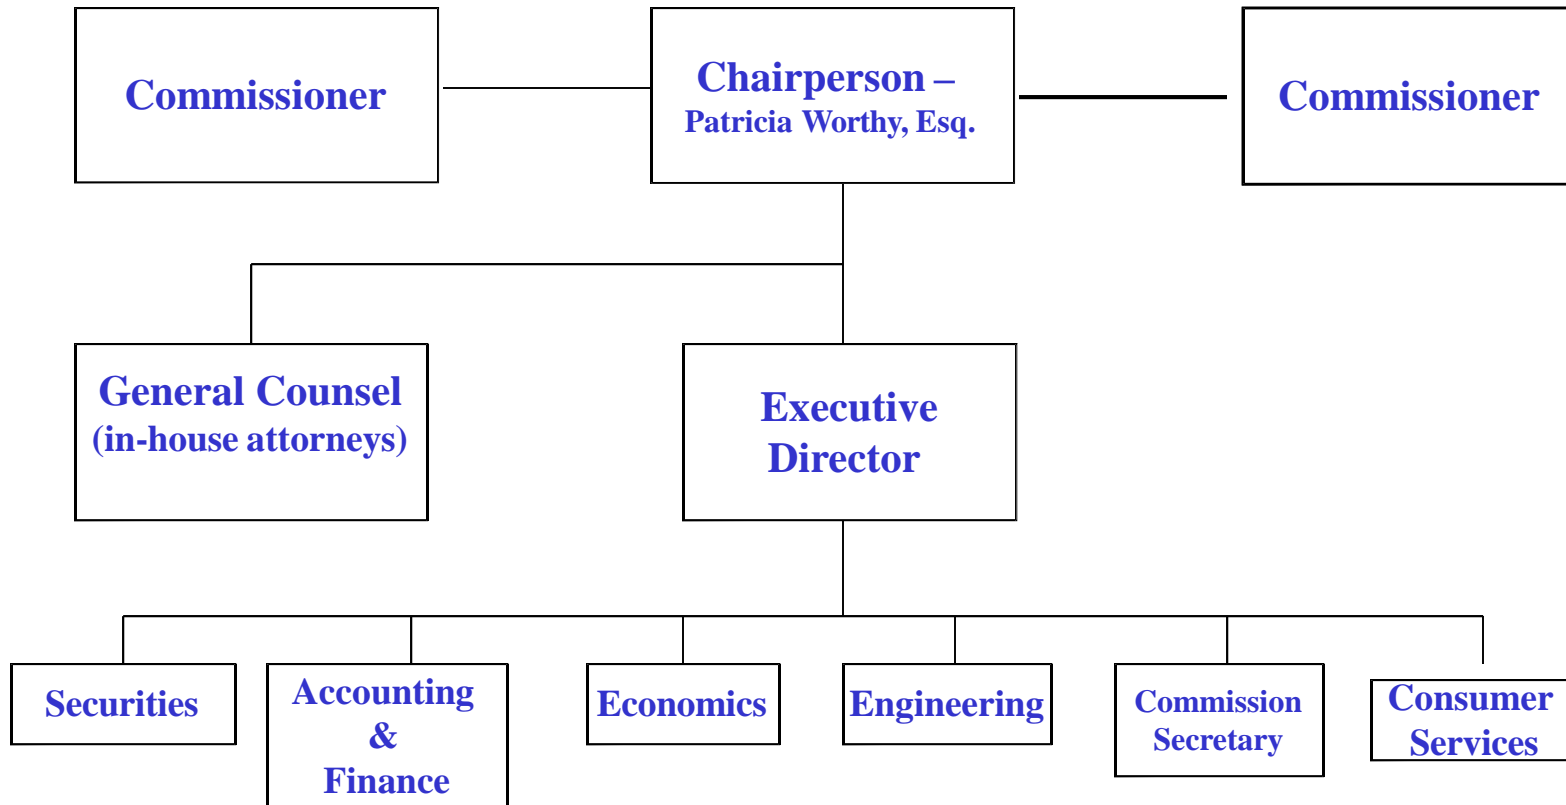 Commissioner
Chairperson –
Patricia Worthy, Esq.
Commissioner
General Counsel
(in-house attorneys)
Executive
Director
Securities
Accounting
&
Finance
Economics
Engineering
Commission
Secretary
Consumer
Services